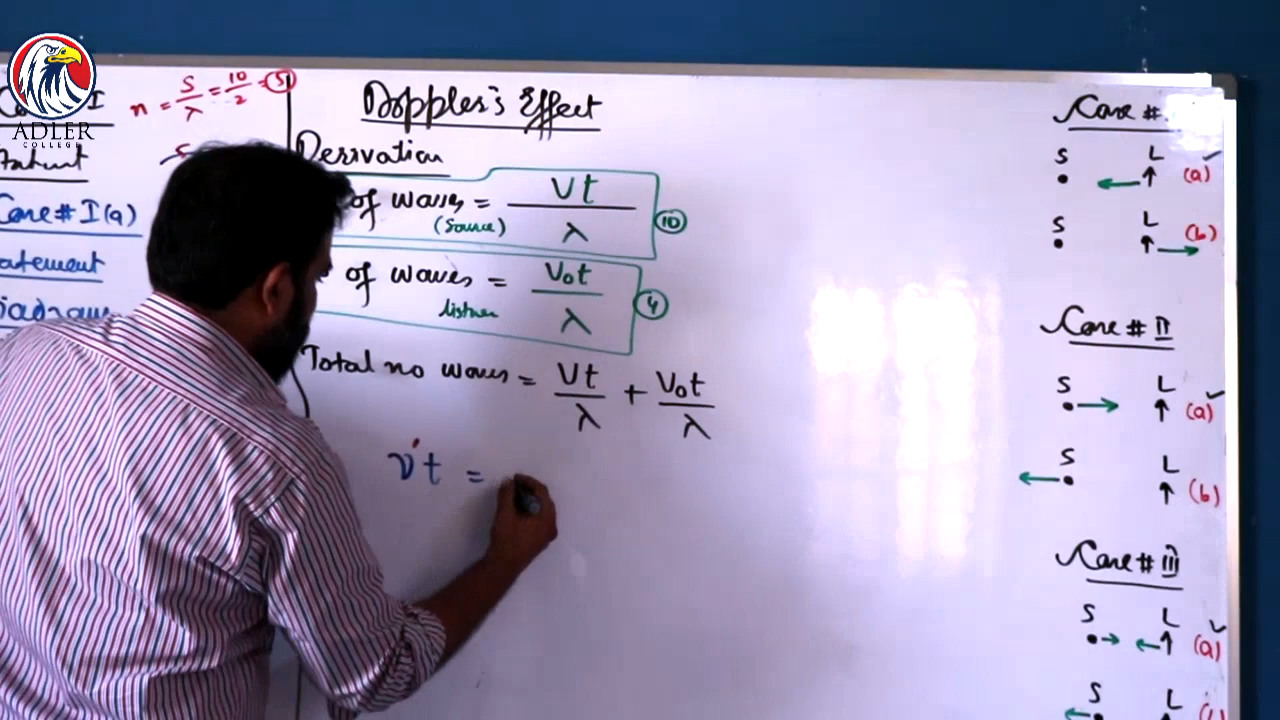 ADLER
COLLEGE
Case # I(a)
n = S/λ = 10/2 = 5
Doppler's Effect
Derivation
of waves = Vt/λ
(Source)
10
of waves = V₀t/λ
listner
4
Total no waves = Vt/λ + V₀t/λ
ν't =
Case #
S L (a)
S L (b)
Case # II
S L (a)
S L (b)
Case # III
S L (a)
S L